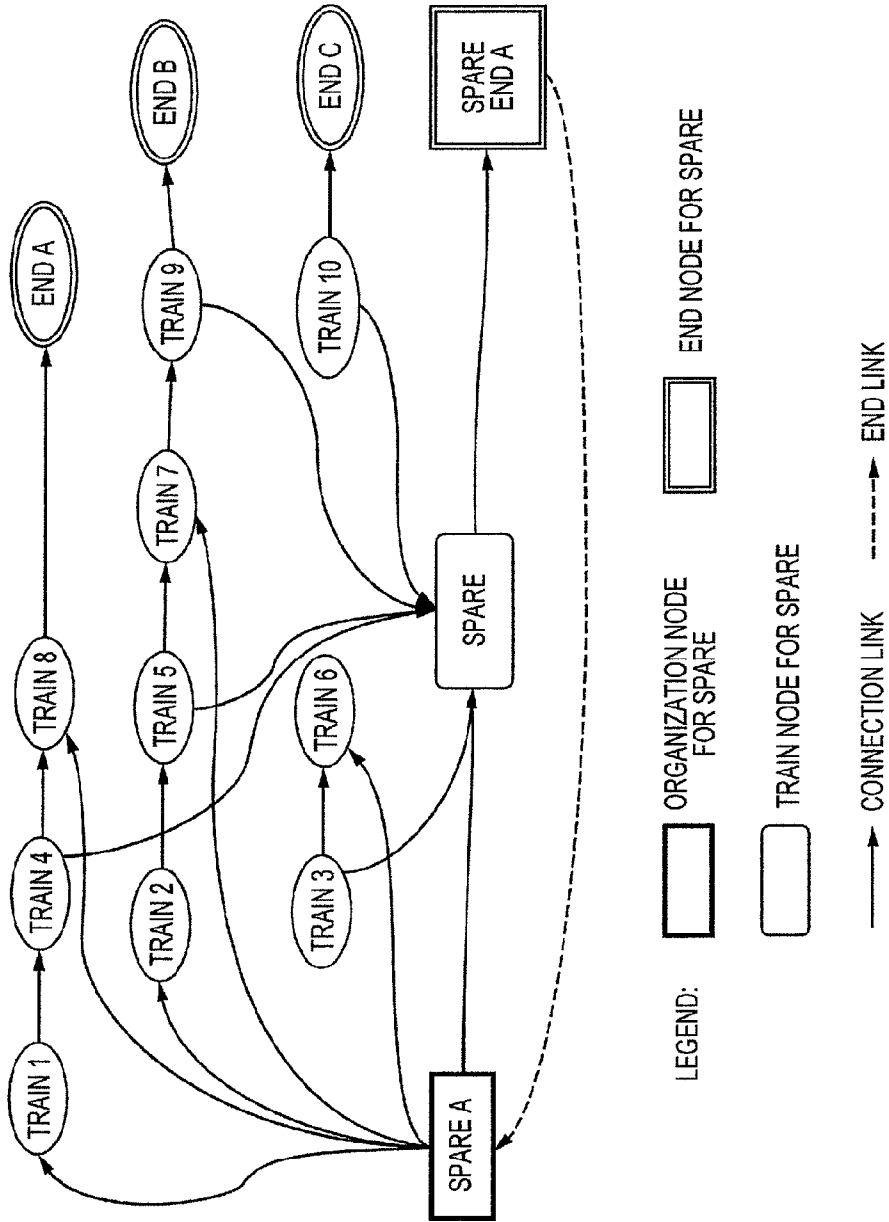 TRAIN 1
TRAIN 4
TRAIN 8
END A
TRAIN 2
TRAIN 5
TRAIN 7
TRAIN 9
END B
TRAIN 3
TRAIN 6
TRAIN 10
END C
SPARE A
SPARE
SPARE
END A
LEGEND:
ORGANIZATION NODE
FOR SPARE
END NODE FOR SPARE
TRAIN NODE FOR SPARE
CONNECTION LINK
END LINK